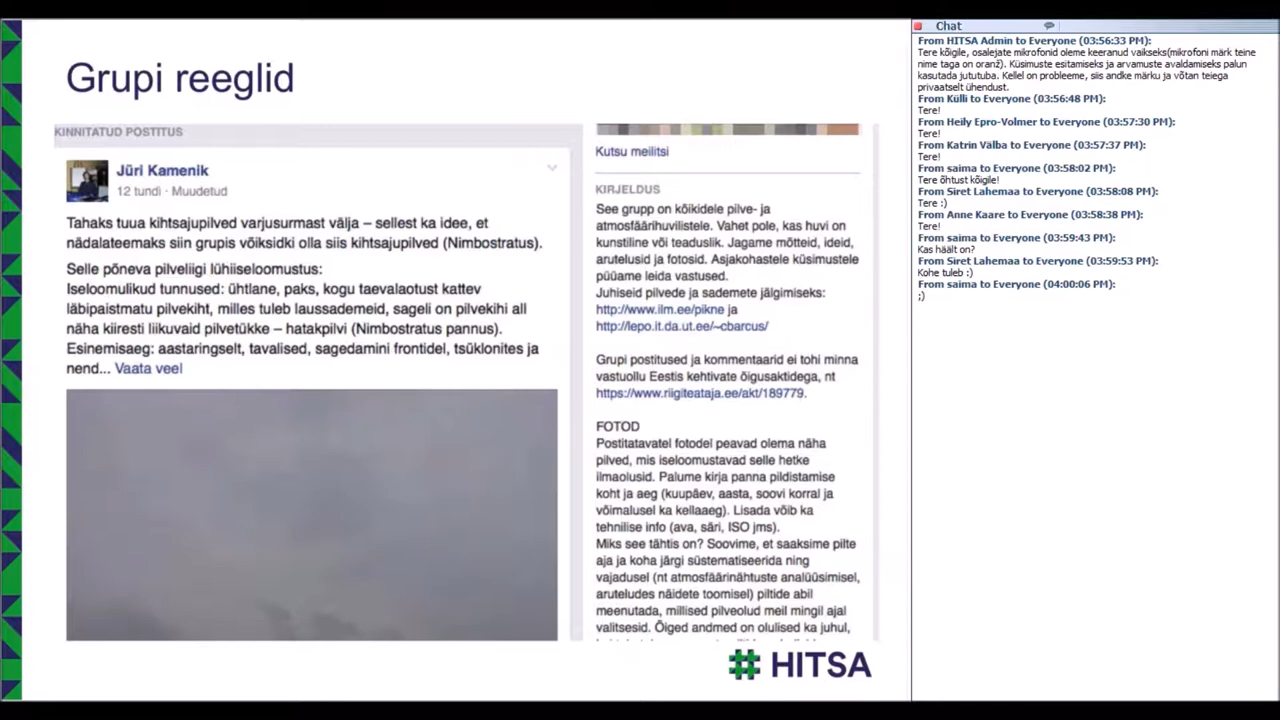 Grupi reeglid
KINNITATUD POSTITUS
Jüri Kamenik
12 tundi · Muudetud
Tahaks tuua kihtsajupilved varjusurmast välja – sellest ka idee, et
nädalateemaks siin grupis võiksidki olla siis kihtsajupilved (Nimbostratus).
Selle põneva pilveliigi lühiiseloomustus:
Iseloomulikud tunnused: ühtlane, paks, kogu taevalaotust kattev
läbipaistmatu pilvekiht, milles tuleb laussademeid, sageli on pilvekihi all
näha kiiresti liikuvaid pilvetükke – hatakpilvi (Nimbostratus pannus).
Esinemisaeg: aastaringselt, tavalised, sagedamini frontidel, tsüklonites ja
nend... Vaata veel
Kutsu meilitsi
KIRJELDUS
See grupp on kõikidele pilve- ja
atmosfäärihuvilistele. Vahet pole, kas huvi on
kunstiline või teaduslik. Jagame mõtteid, ideid,
arutelusid ja fotosid. Asjakohastele küsimustele
püüame leida vastused.
Juhiseid pilvede ja sademete jälgimiseks:
http://www.ilm.ee/pikne ja
http://lepo.it.da.ut.ee/~cbarcus/
Grupi postitused ja kommentaarid ei tohi minna
vastuollu Eestis kehtivate õigusaktidega, nt
https://www.riigiteataja.ee/akt/189779.
FOTOD
Postitatavatel fotodel peavad olema näha
pilved, mis iseloomustavad selle hetke
ilmaolusid. Palume kirja panna pildistamise
koht ja aeg (kuupäev, aasta, soovi korral ja
võimalusel ka kellaaeg). Lisada võib ka
tehnilise info (ava, säri, ISO jms).
Miks see tähtis on? Soovime, et saaksime pilte
aja ja koha järgi süstematiseerida ning
vajadusel (nt atmosfäärinähtuste analüüsimisel,
aruteludes näidete toomisel) piltide abil
meenutada, millised pilveolud meil mingil ajal
valitsesid. Õiged andmed on olulised ka juhul,
HITSA
Chat
From HITSA Admin to Everyone (03:56:33 PM):
Tere kõigile, osalejate mikrofonid oleme keeranud vaikseks(mikrofoni märk teine
nime taga on oranž). Küsimuste esitamiseks ja arvamuste avaldamiseks palun
kasutada jututuba. Kellel on probleeme, siis andke märku ja võtan teiega
privaatselt ühendust.
From Külli to Everyone (03:56:48 PM):
Tere!
From Heily Epro-Volmer to Everyone (03:57:30 PM):
Tere!
From Katrin Välba to Everyone (03:57:37 PM):
Tere!
From saima to Everyone (03:58:02 PM):
Tere õhtust kõigile!
From Siret Lahemaa to Everyone (03:58:08 PM):
Tere :)
From Anne Kaare to Everyone (03:58:38 PM):
Tere!
From saima to Everyone (03:59:43 PM):
Kas häält on?
From Siret Lahemaa to Everyone (03:59:53 PM):
Kohe tuleb :)
From saima to Everyone (04:00:06 PM):
;)